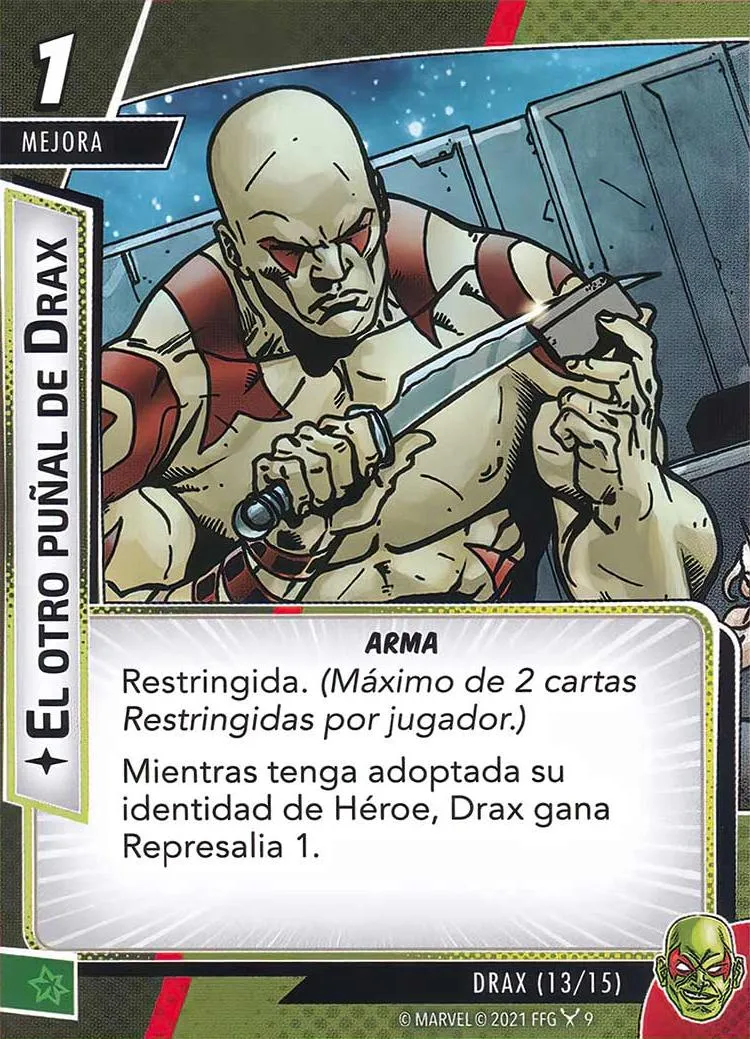 1
MEJORA
EL OTRO PUÑAL DE DRAX
ARMA
Restringida. (Máximo de 2 cartas
Restringidas por jugador.)
Mientras tenga adoptada su
identidad de Héroe, Drax gana
Represalia 1.
DRAX (13/15)
© MARVEL © 2021 FFG 9